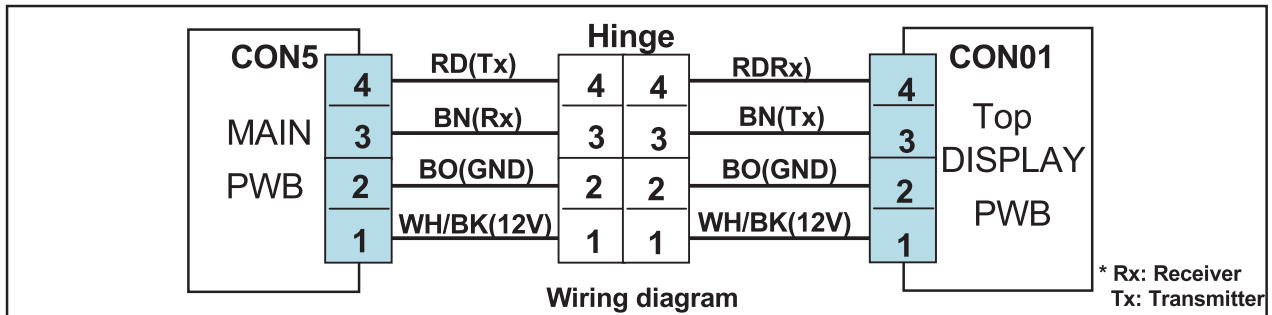 Hinge
CON5
CON01
RD(Tx)
RDRx)
4 4 4 4
BN(Rx)
BN(Tx)
MAIN
Top
3 3 3 3
DISPLAY
BO(GND)
BO(GND)
PWB
2 2 2 2
PWB
WH/BK(12V)
WH/BK(12V)
1 1 1 1
* Rx: Receiver
Tx: Transmitter
Wiring diagram